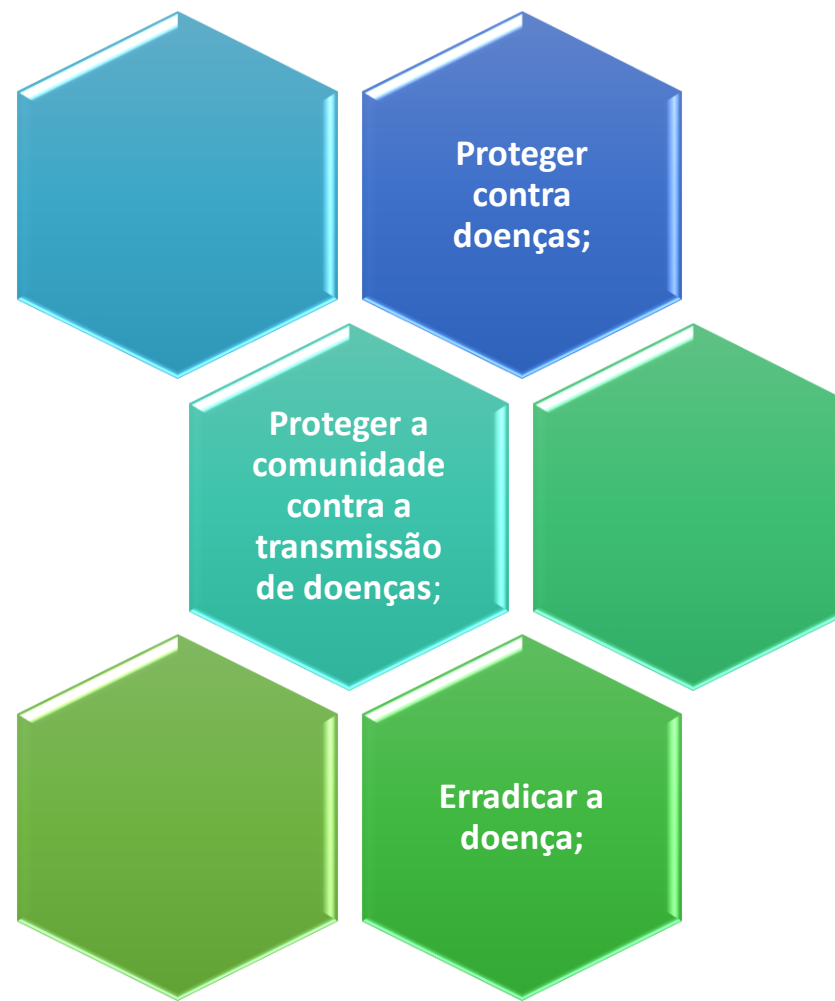 Proteger
contra
doenças;
Proteger a
comunidade
contra a
transmissão
de doenças;
Erradicar a
doença;